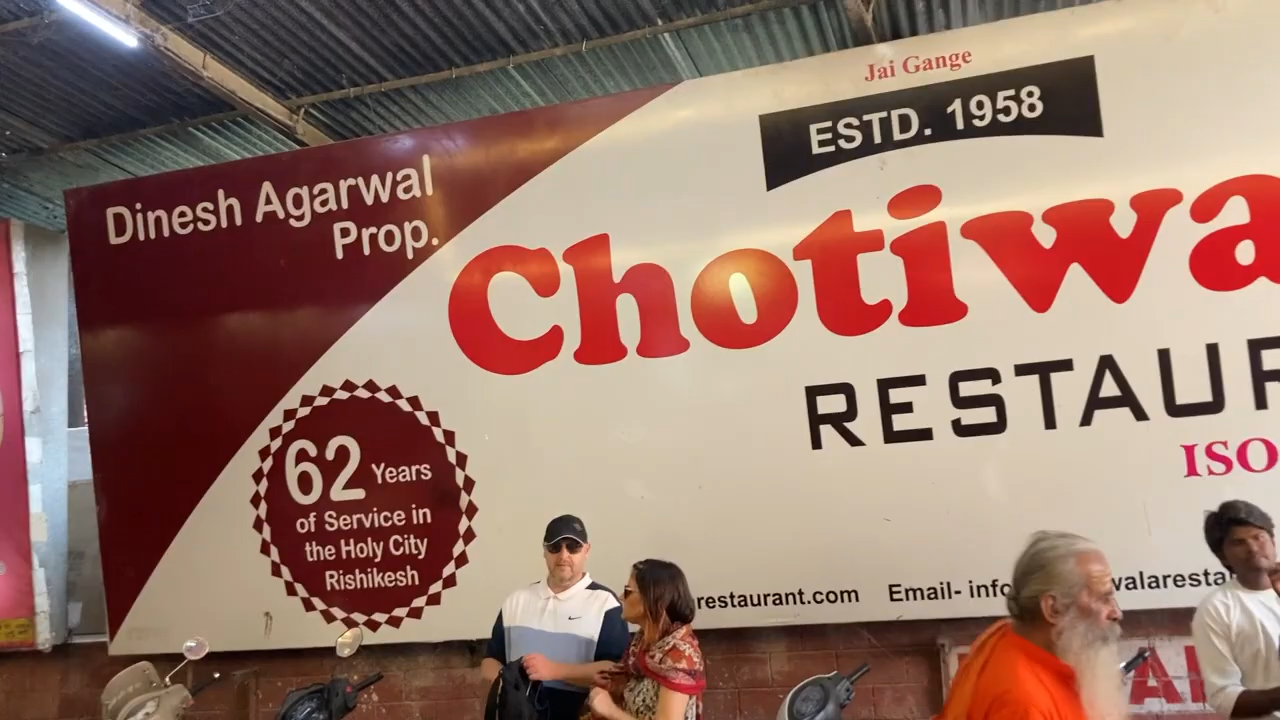 Jai Gange
ESTD. 1958
Dinesh Agarwal
Prop.
Chotiwa
RESTAUR
ISO
62 Years
of Service in
the Holy City
Rishikesh
restaurant.com
Email- info
walaresta